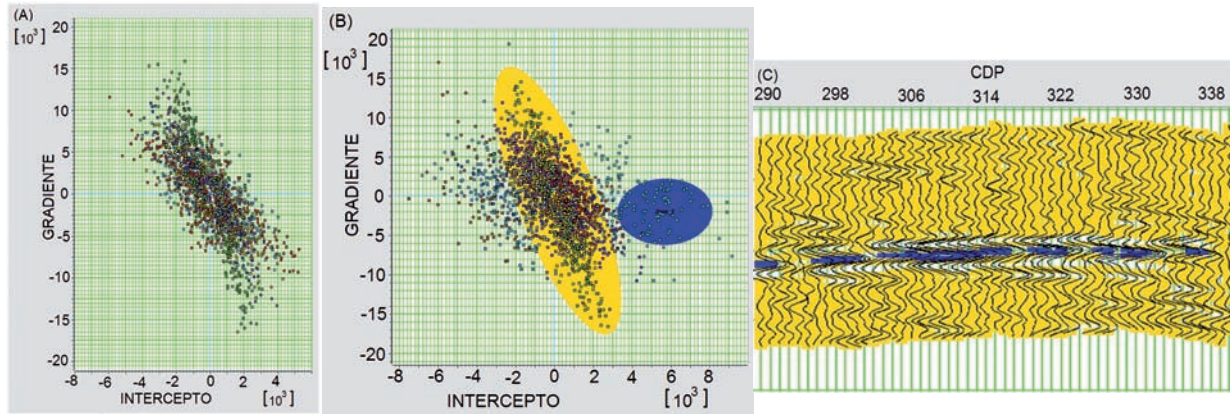 (A)
20
[10³]
15
10
5
0
-5
-10
-15
-20
GRADIENTE
-8 -6 -4 -2 0 2 4
INTERCEPTO [10³]
(B)
20
[10³]
15
10
5
0
-5
-10
-15
-20
GRADIENTE
-8 -6 -4 -2 0 2 4 6 8
INTERCEPTO [10³]
(C)
CDP
290 298 306 314 322 330 338